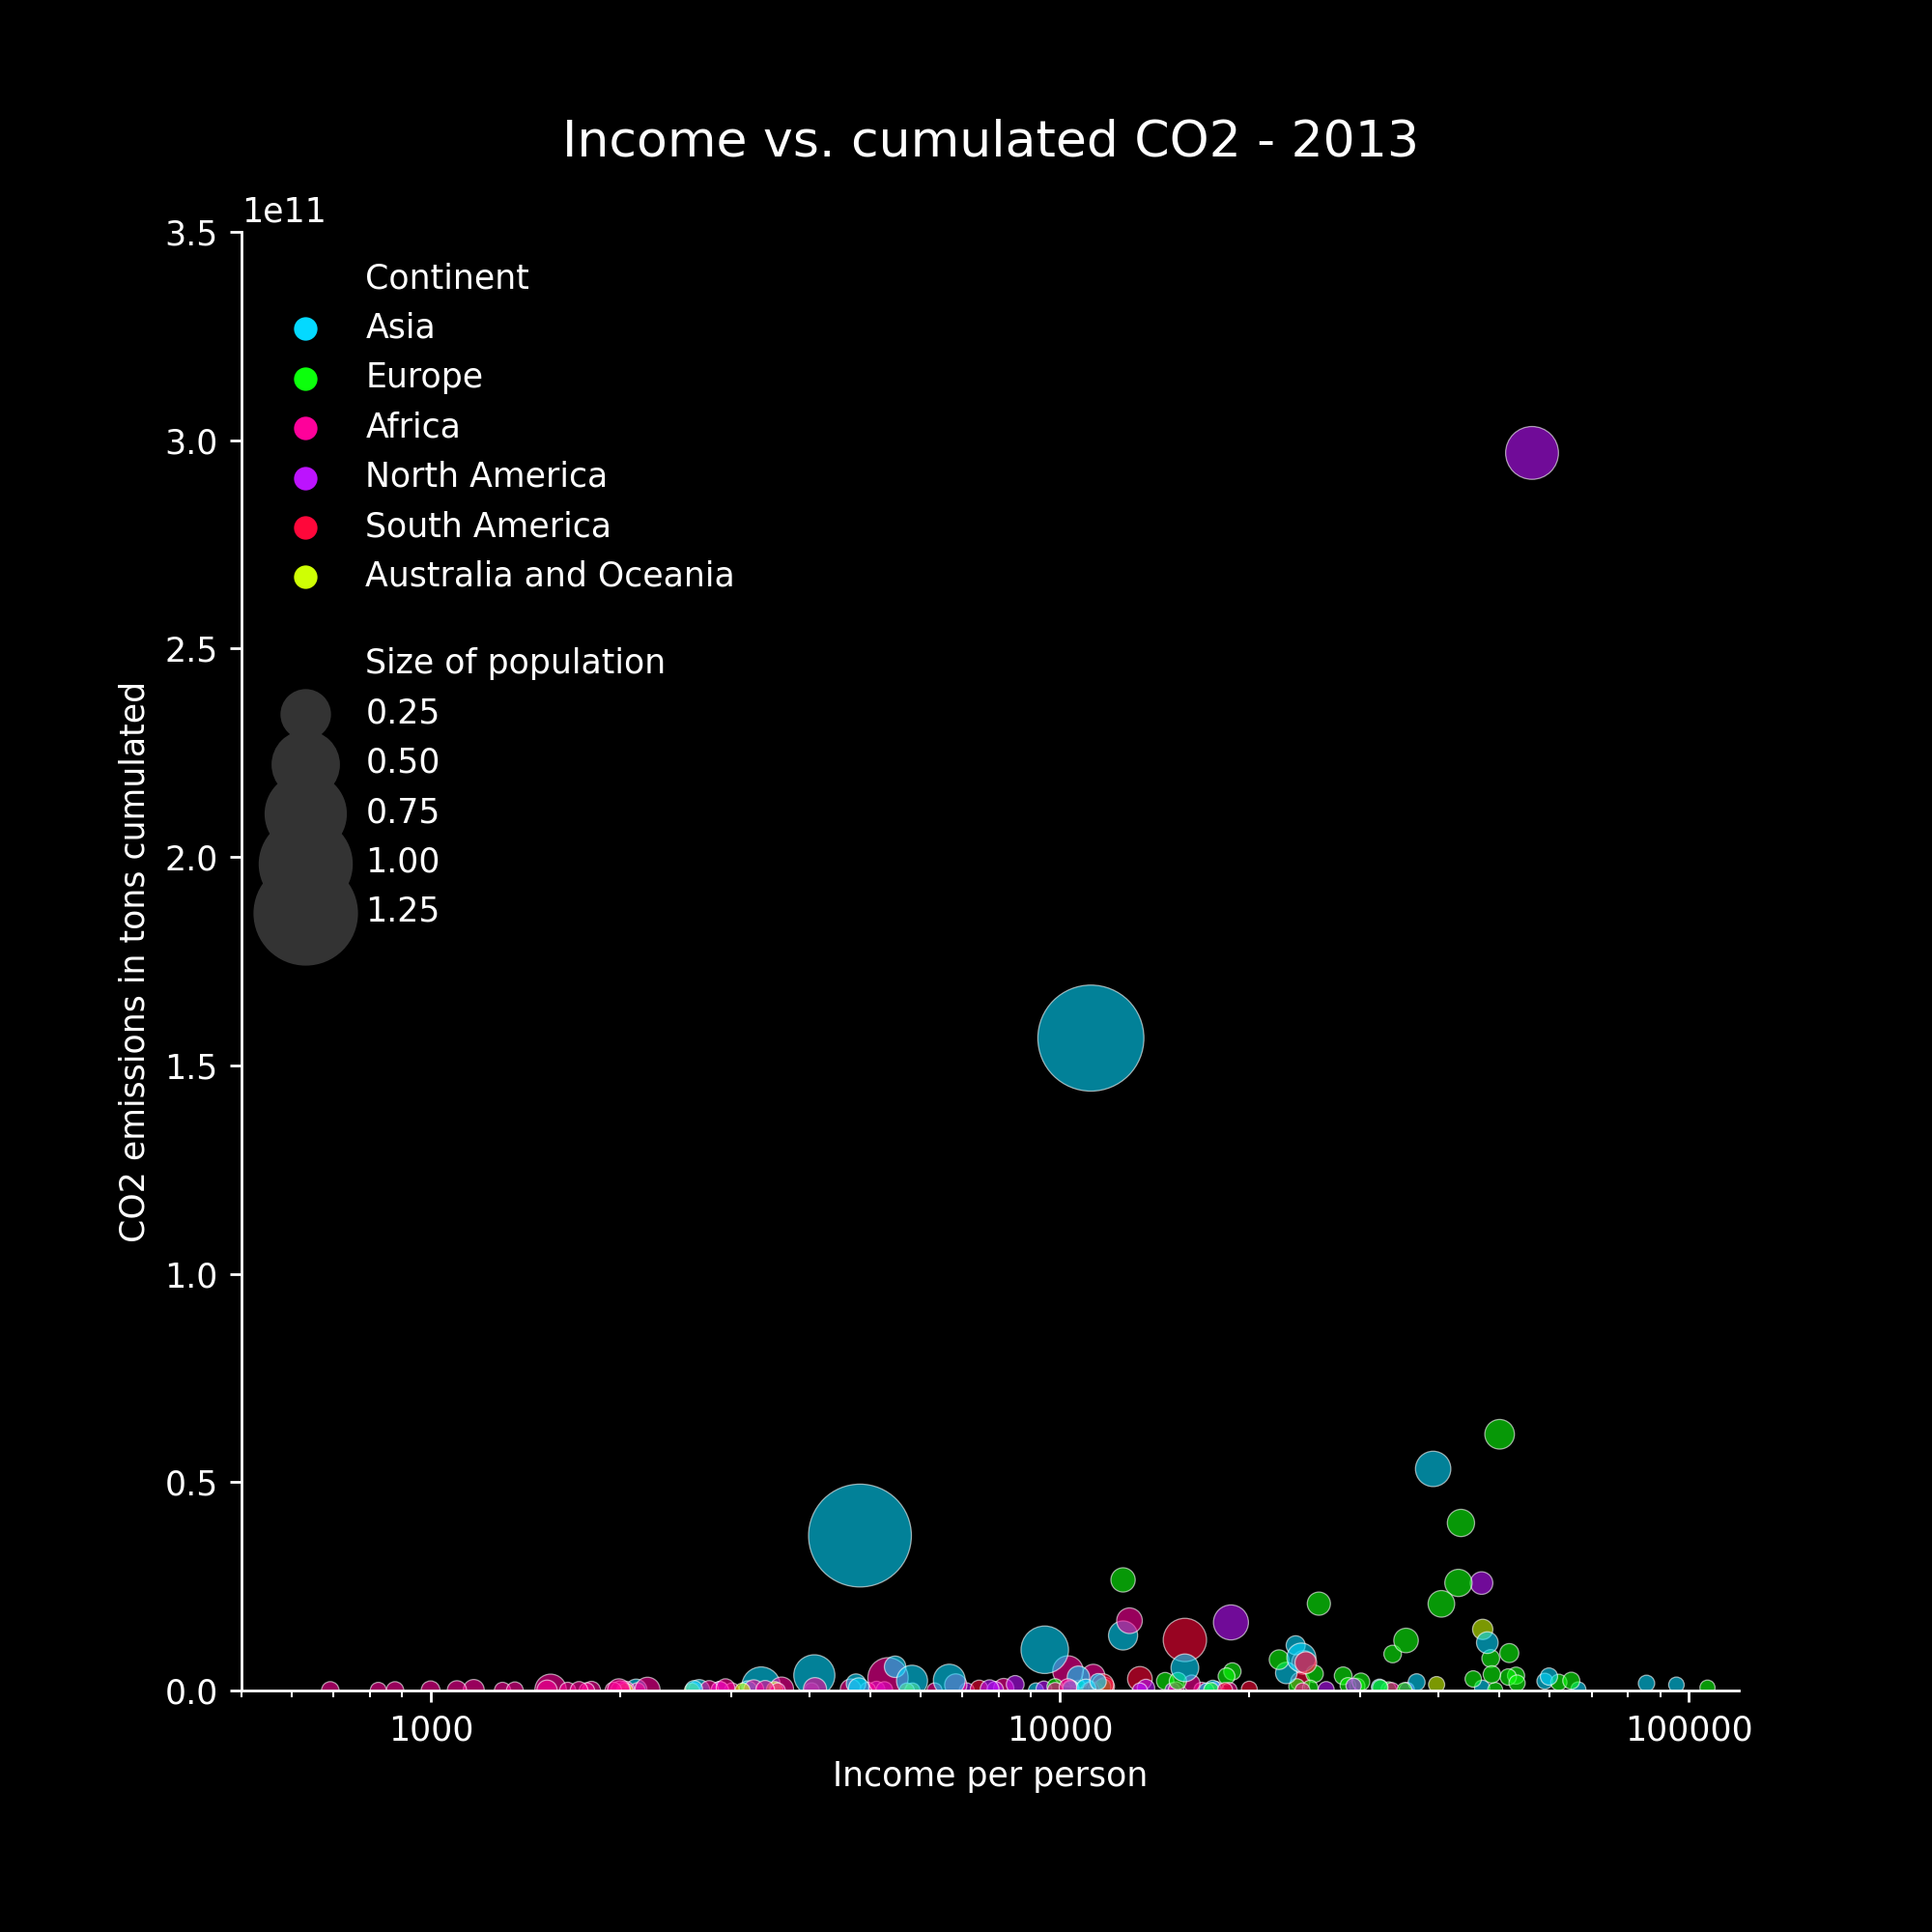 Income vs. cumulated CO2 - 2013
1e11
3.5
3.0
2.5
2.0
1.5
1.0
0.5
0.0
CO2 emissions in tons cumulated
Continent
Asia
Europe
Africa
North America
South America
Australia and Oceania
Size of population
0.25
0.50
0.75
1.00
1.25
1000
10000
100000
Income per person